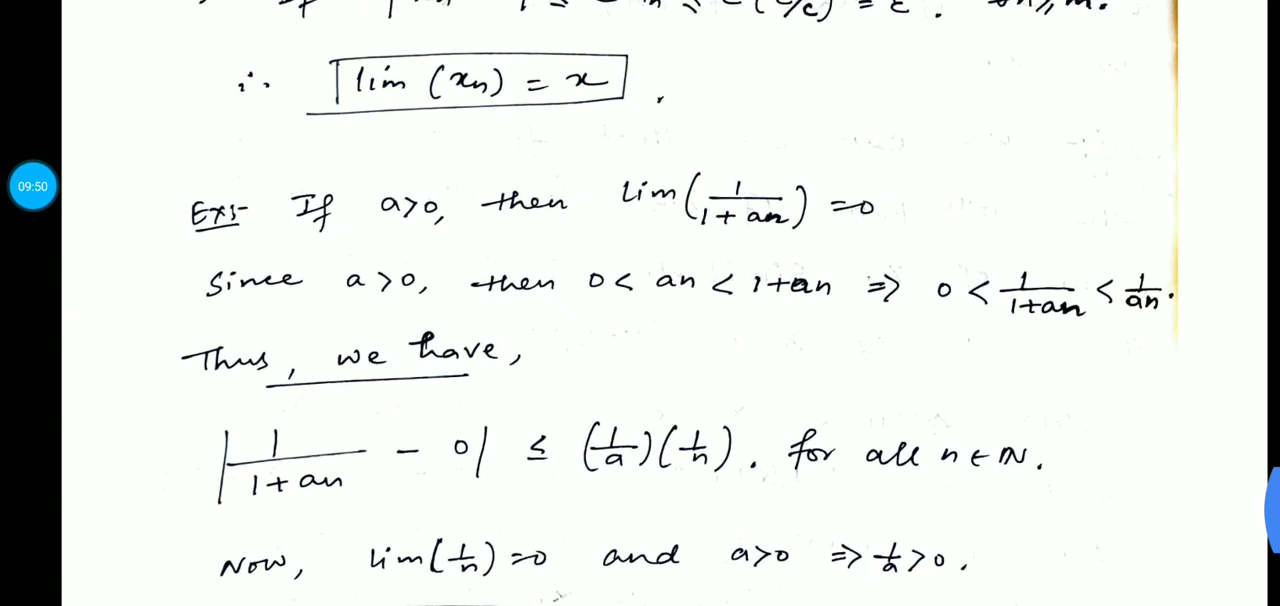 If
= ε . ∀n ≥ m.
∴ lim (xn) = x .
09:50
Ex:- If a>0, then lim(1/(1+an)) = 0
Since a>0, then 0 < an < 1+an ⇒ 0 < 1/(1+an) < 1/an.
Thus, we have,
|1/(1+an) - 0| ≤ (1/a)(1/n). for all n ∈ ℕ.
Now, lim(1/n) = 0 and a>0 ⇒ 1/a > 0.